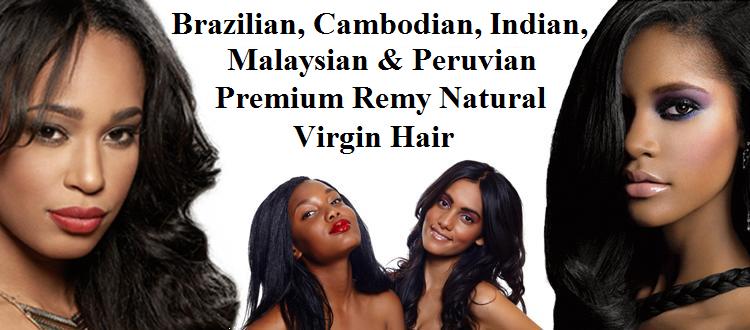 Brazilian, Cambodian, Indian,
Malaysian & Peruvian
Premium Remy Natural
Virgin Hair